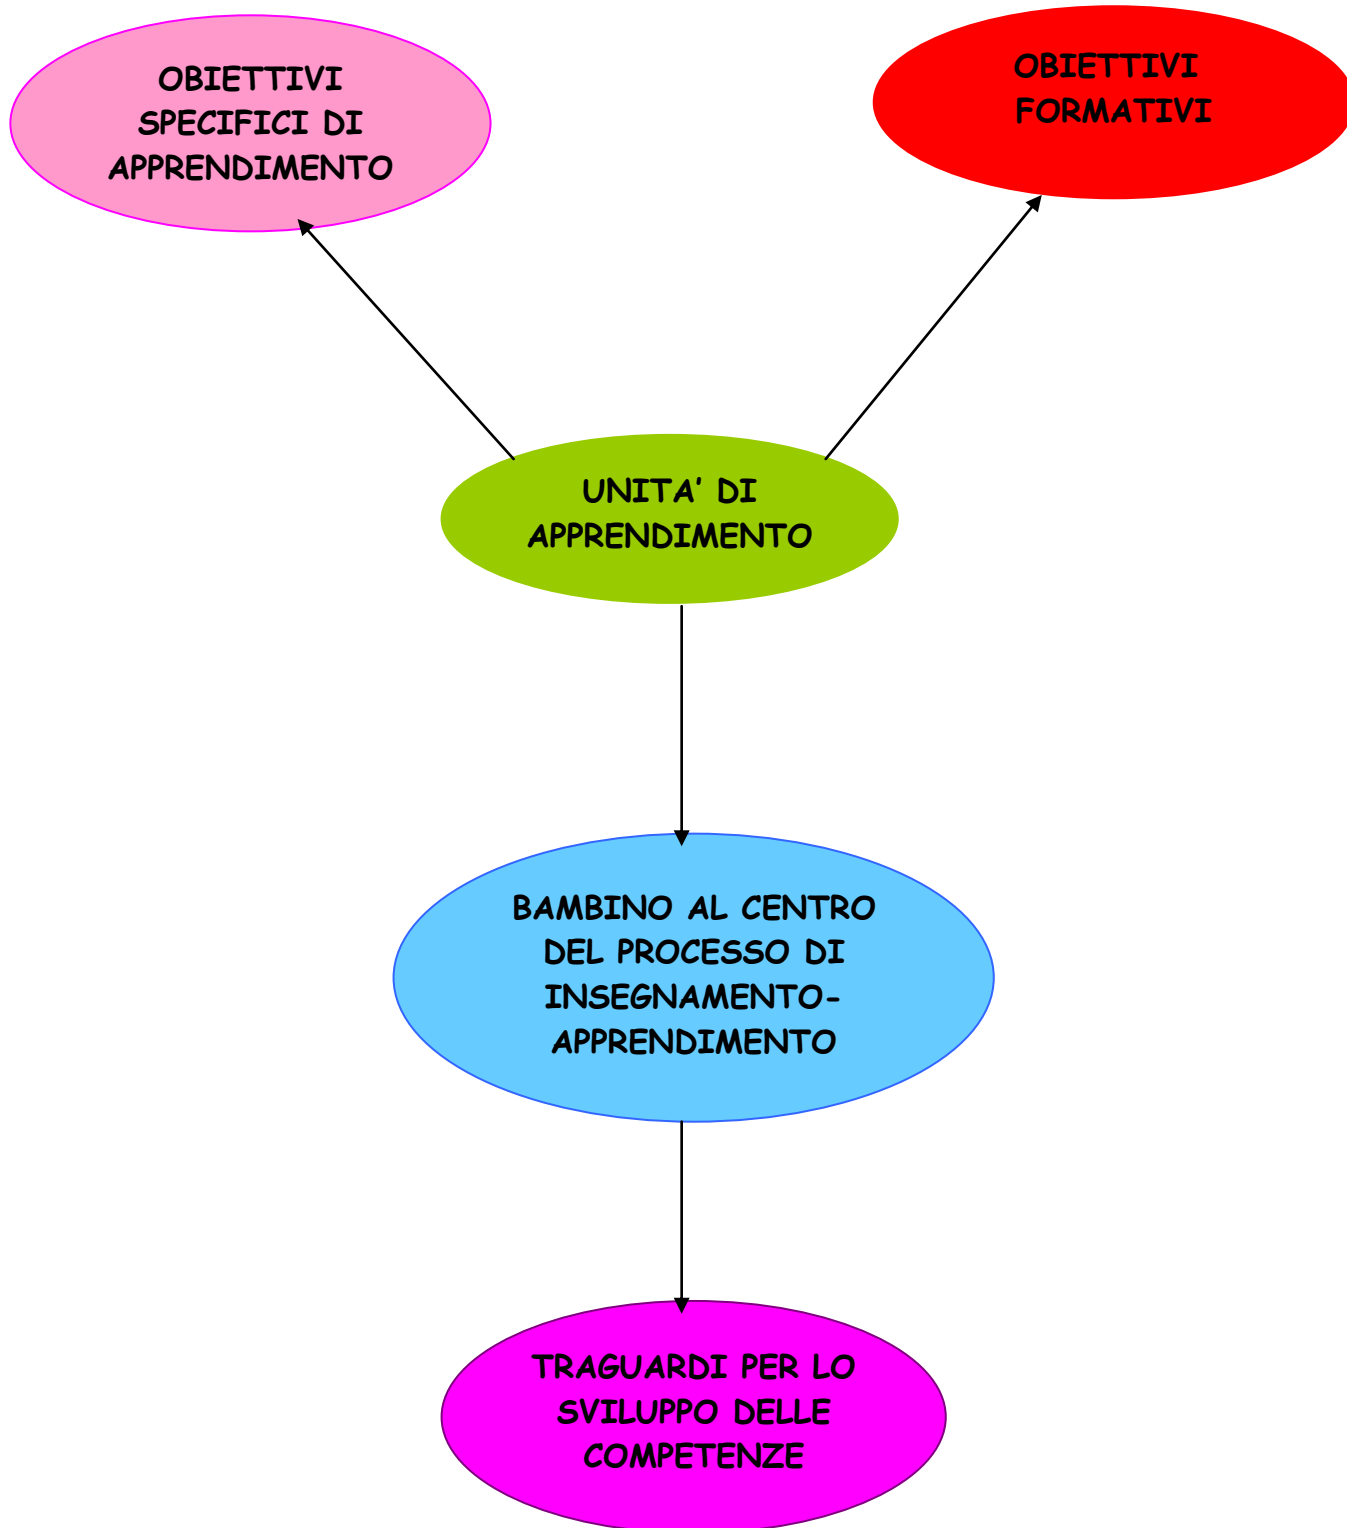 OBIETTIVI
SPECIFICI DI
APPRENDIMENTO
OBIETTIVI
FORMATIVI
UNITA' DI
APPRENDIMENTO
BAMBINO AL CENTRO
DEL PROCESSO DI
INSEGNAMENTO-
APPRENDIMENTO
TRAGUARDI PER LO
SVILUPPO DELLE
COMPETENZE